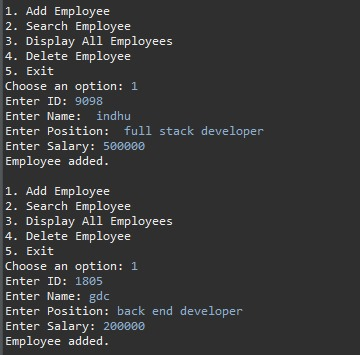 1. Add Employee
2. Search Employee
3. Display All Employees
4. Delete Employee
5. Exit
Choose an option: 1
Enter ID: 9098
Enter Name:  indhu
Enter Position:  full stack developer
Enter Salary: 500000
Employee added.

1. Add Employee
2. Search Employee
3. Display All Employees
4. Delete Employee
5. Exit
Choose an option: 1
Enter ID: 1805
Enter Name: gdc
Enter Position: back end developer
Enter Salary: 200000
Employee added.